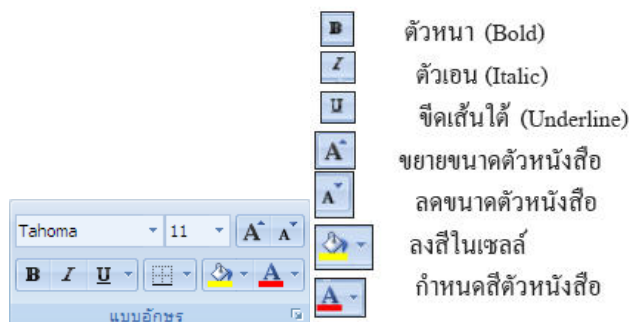 B ตัวหนา (Bold)
I ตัวเอน (Italic)
U ขีดเส้นใต้ (Underline)
A ขยายขนาดตัวหนังสือ
A ลดขนาดตัวหนังสือ
ลงสีในเซลล์
A กำหนดสีตัวหนังสือ
Tahoma 11 A A
B I U A
แบบอักษร